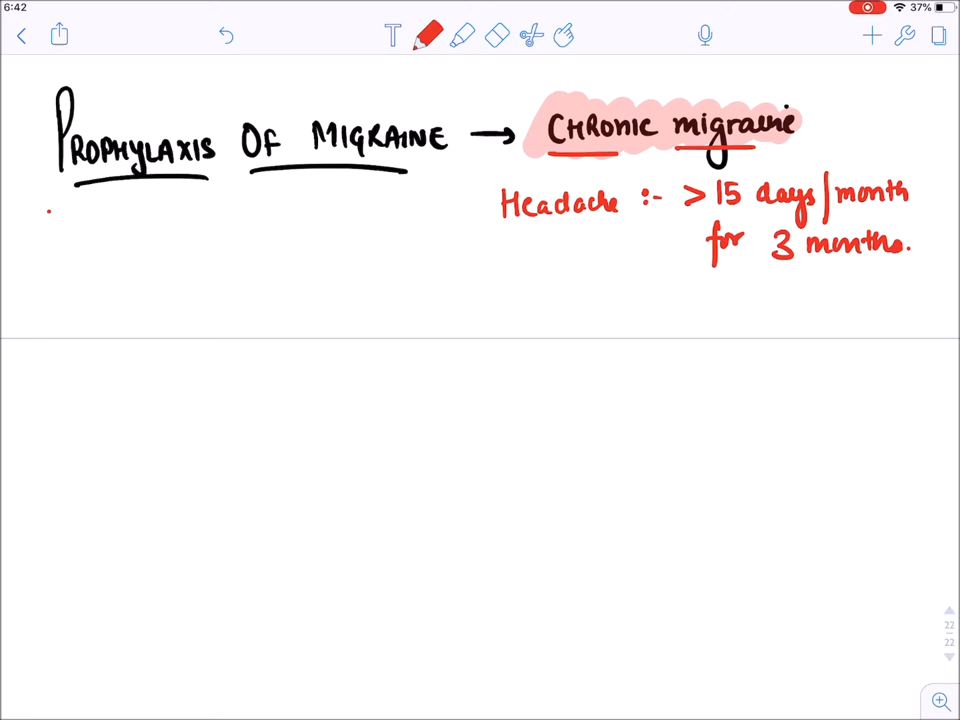 6:42
37%
PROPHYLAXIS OF MIGRAINE → CHRONIC migraine
Headache :- > 15 days/month
for 3 months.
22
22